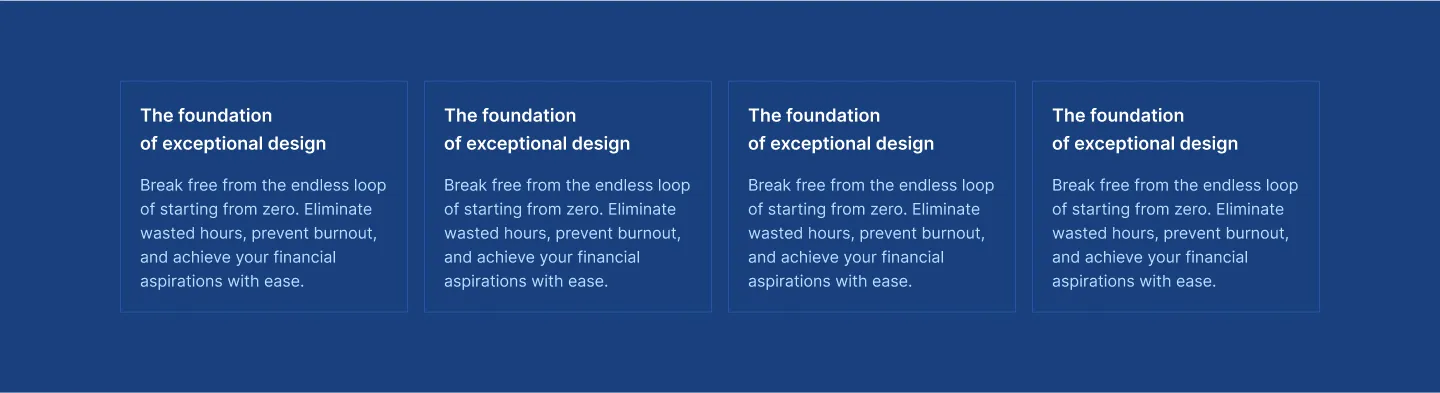 The foundation
of exceptional design
Break free from the endless loop
of starting from zero. Eliminate
wasted hours, prevent burnout,
and achieve your financial
aspirations with ease.
The foundation
of exceptional design
Break free from the endless loop
of starting from zero. Eliminate
wasted hours, prevent burnout,
and achieve your financial
aspirations with ease.
The foundation
of exceptional design
Break free from the endless loop
of starting from zero. Eliminate
wasted hours, prevent burnout,
and achieve your financial
aspirations with ease.
The foundation
of exceptional design
Break free from the endless loop
of starting from zero. Eliminate
wasted hours, prevent burnout,
and achieve your financial
aspirations with ease.